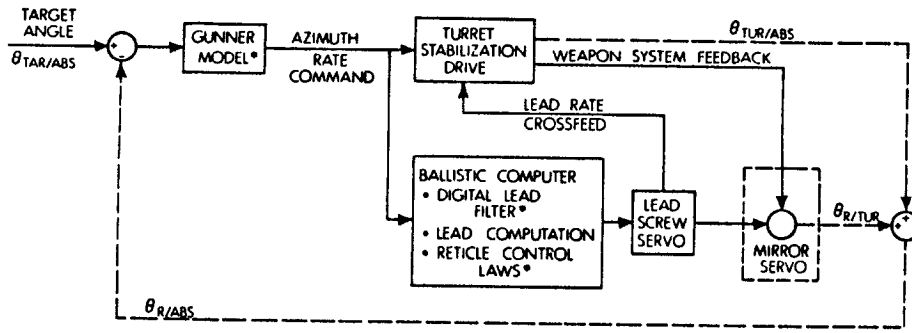 TARGET
ANGLE
θTAR/ABS
+
-
GUNNER
MODEL*
AZIMUTH
RATE
COMMAND
TURRET
STABILIZATION
DRIVE
θTUR/ABS
WEAPON SYSTEM FEEDBACK
LEAD RATE
CROSSFEED
BALLISTIC COMPUTER
• DIGITAL LEAD
FILTER*
• LEAD COMPUTATION
• RETICLE CONTROL
LAWS*
LEAD
SCREW
SERVO
MIRROR
SERVO
θR/TUR
+
+
θR/ABS